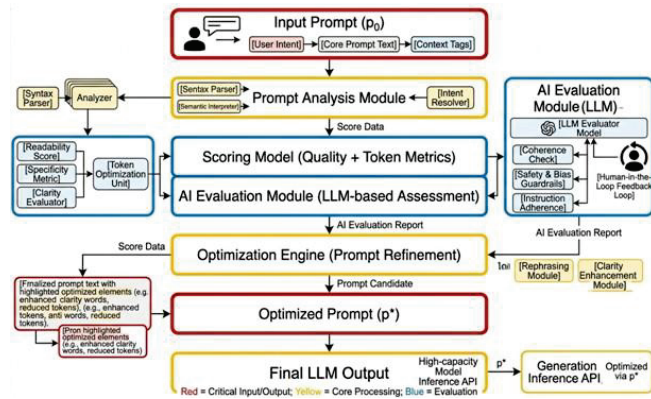 Input Prompt (p₀)
[User Intent]
[Core Prompt Text]
[Context Tags]
[Syntax Parser]
Analyzer
[Sentax Parser]
[Semantic Interpreter]
Prompt Analysis Module
[Intent Resolver]
Score Data
[Readability Score]
[Specificity Metric]
[Clarity Evaluator]
[Token Optimization Unit]
Scoring Model (Quality + Token Metrics)
AI Evaluation Module (LLM-based Assessment)
AI Evaluation Module (LLM)
[LLM Evaluator Model]
[Coherence Check]
[Safety & Bias Guardrails]
[Instruction Adherence]
[Human-in-the-Loop Feedback Loop]
AI Evaluation Report
AI Evaluation Report
Score Data
Optimization Engine (Prompt Refinement)
[Rephrasing Module]
[Clarity Enhancement Module]
Prompt Candidate
[Fmalized prompt text with highlighted optimized elements (e.g. enhanced clarity words, reduced tokens), (e.g., enhanced tokens, anti words, reduced tokens).
[Pron highlighted optimized elements (e.g., enhanced clarity words, reduced tokens)
Optimized Prompt (p*)
Final LLM Output
High-capacity Model Inference API
p*
Generation Inference API
Optimized via p*
Red = Critical Input/Output; Yellow = Core Processing; Blue = Evaluation